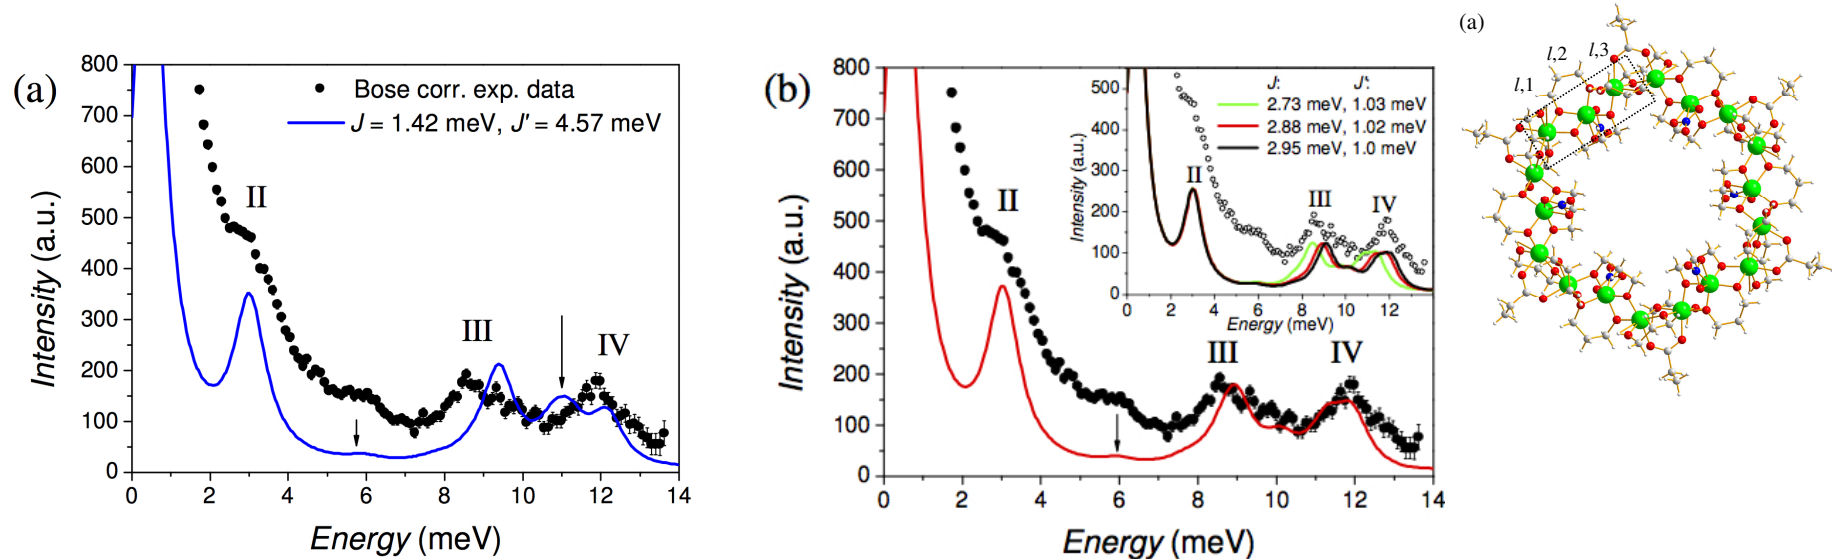 (a)
800
700
600
500
400
300
200
100
0
Intensity (a.u.)
Bose corr. exp. data
J = 1.42 meV, J' = 4.57 meV
II
III
IV
0 2 4 6 8 10 12 14
Energy (meV)
(b)
800
700
600
500
400
300
200
100
0
Intensity (a.u.)
II
III
IV
0 2 4 6 8 10 12 14
Energy (meV)
500
400
300
200
100
0
Intensity (a.u.)
J: J':
2.73 meV, 1.03 meV
2.88 meV, 1.02 meV
2.95 meV, 1.0 meV
II
III
IV
0 2 4 6 8 10 12
Energy (meV)
(a)
l,1
l,2
l,3